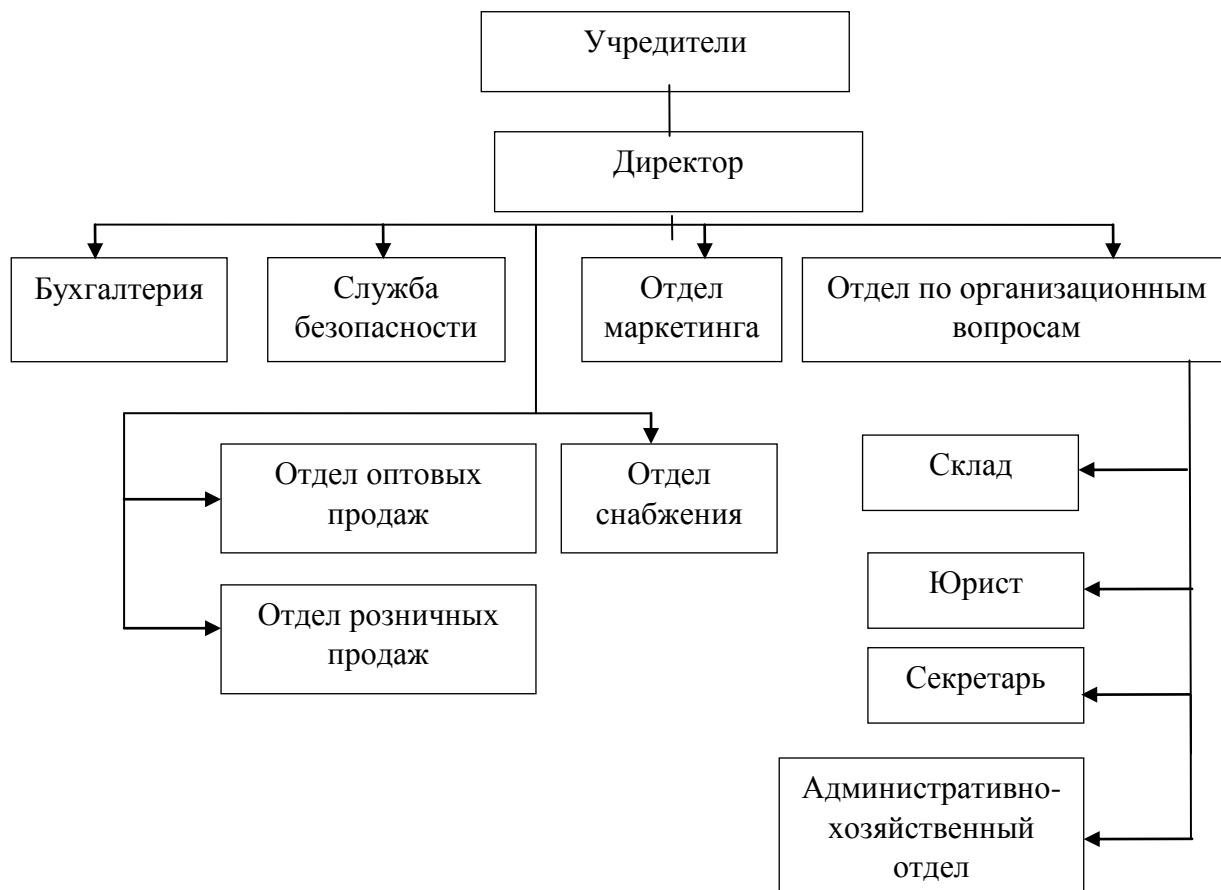 Учредители
Директор
Бухгалтерия
Служба
безопасности
Отдел
маркетинга
Отдел по организационным
вопросам
Отдел оптовых
продаж
Отдел
снабжения
Склад
Юрист
Отдел розничных
продаж
Секретарь
Административно-
хозяйственный
отдел